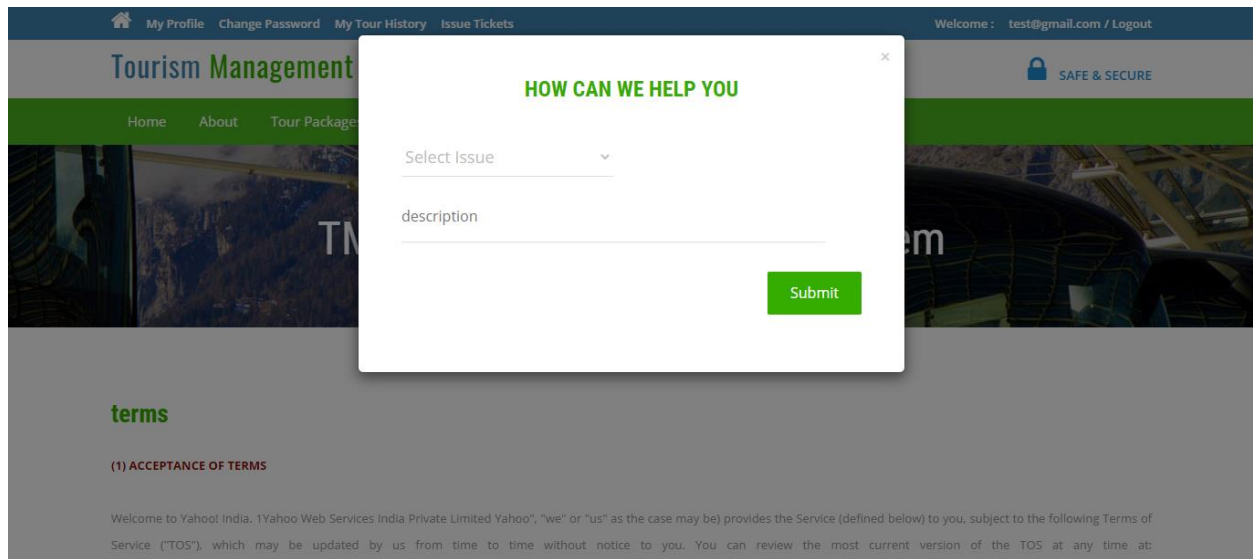 My Profile Change Password My Tour History Issue Tickets Welcome : test@gmail.com / Logout
Tourism Management
SAFE & SECURE
Home About Tour Package
×
HOW CAN WE HELP YOU
Select Issue
description
Submit
terms
(1) ACCEPTANCE OF TERMS
Welcome to Yahoo! India. 1Yahoo Web Services India Private Limited Yahoo", "we" or "us" as the case may be) provides the Service (defined below) to you, subject to the following Terms of
Service ("TOS"), which may be updated by us from time to time without notice to you. You can review the most current version of the TOS at any time at: